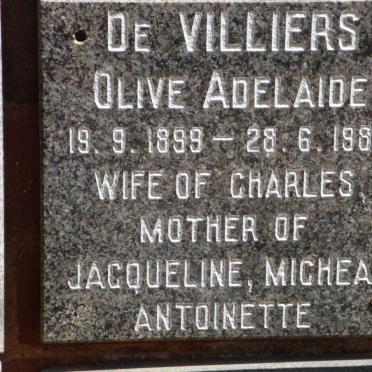 DE VILLIERS
OLIVE ADELAIDE
19. 9. 1899 – 28. 6. 198
WIFE OF CHARLES,
MOTHER OF
JACQUELINE, MICHEA
ANTOINETTE